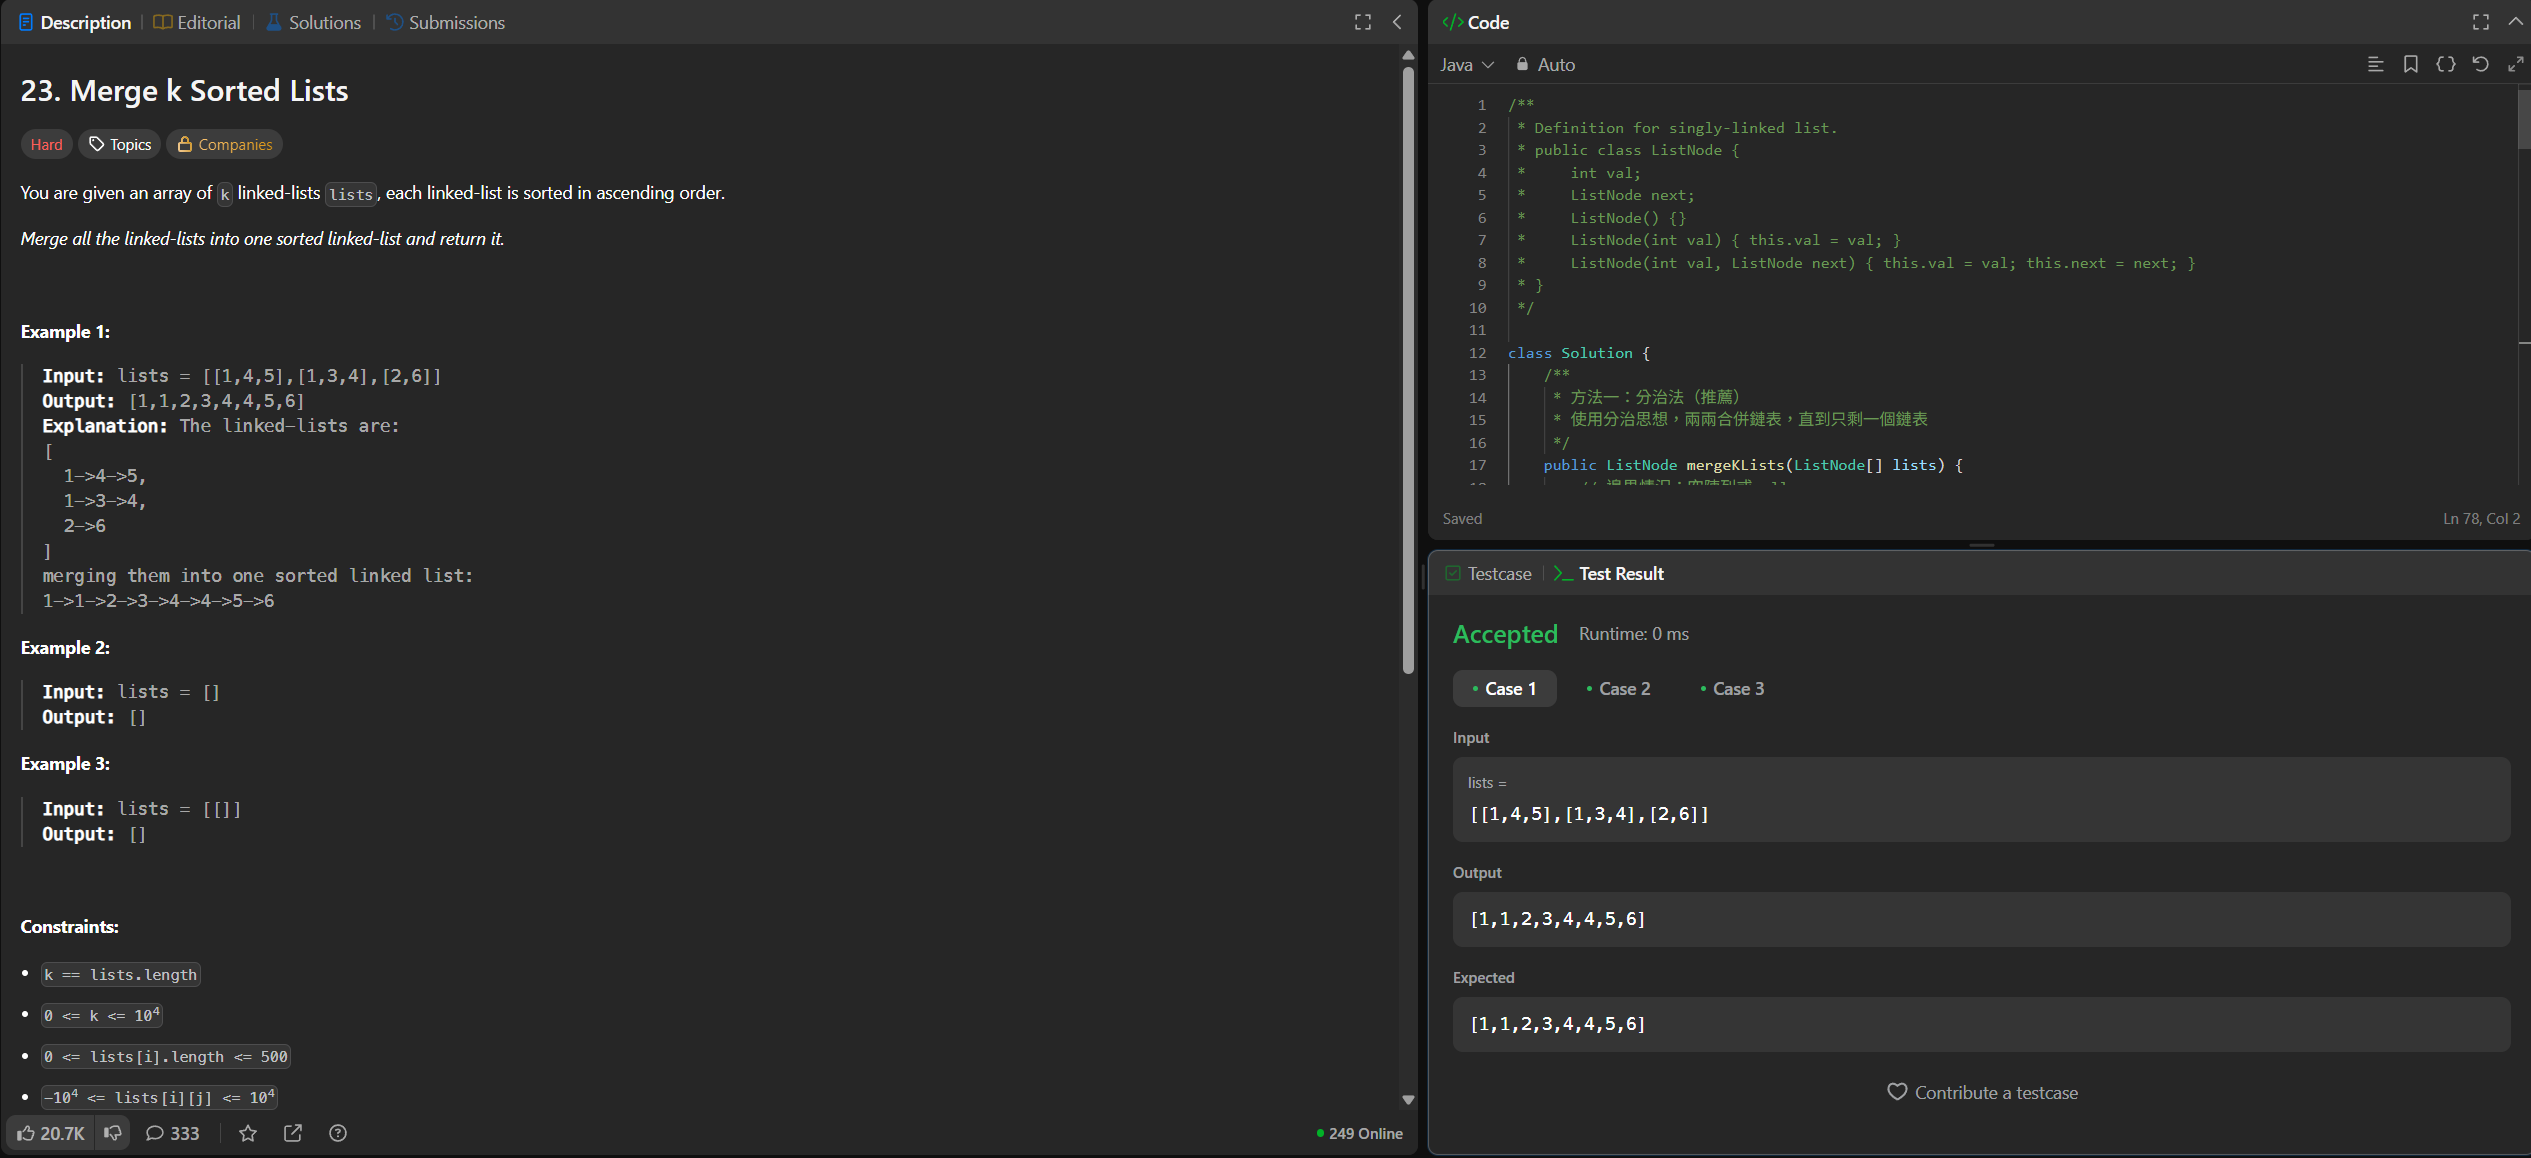 Description
Editorial
Solutions
Submissions
23. Merge k Sorted Lists
Hard
Topics
Companies
You are given an array of k linked-lists lists, each linked-list is sorted in ascending order.
Merge all the linked-lists into one sorted linked-list and return it.
Example 1:
Input: lists = [[1,4,5],[1,3,4],[2,6]]
Output: [1,1,2,3,4,4,5,6]
Explanation: The linked-lists are:
[
  1->4->5,
  1->3->4,
  2->6
]
merging them into one sorted linked list:
1->1->2->3->4->4->5->6
Example 2:
Input: lists = []
Output: []
Example 3:
Input: lists = [[]]
Output: []
Constraints:
• k == lists.length
• 0 <= k <= 10⁴
• 0 <= lists[i].length <= 500
• -10⁴ <= lists[i][j] <= 10⁴
20.7K
333
249 Online
</> Code
Java
Auto
1 /**
2  * Definition for singly-linked list.
3  * public class ListNode {
4  *     int val;
5  *     ListNode next;
6  *     ListNode() {}
7  *     ListNode(int val) { this.val = val; }
8  *     ListNode(int val, ListNode next) { this.val = val; this.next = next; }
9  * }
10  */
11
12 class Solution {
13     /**
14      * 方法一：分治法（推薦）
15      * 使用分治思想，兩兩合併鏈表，直到只剩一個鏈表
16      */
17     public ListNode mergeKLists(ListNode[] lists) {
Saved
Ln 78, Col 2
Testcase
>_ Test Result
Accepted
Runtime: 0 ms
• Case 1
• Case 2
• Case 3
Input
lists =
[[1,4,5],[1,3,4],[2,6]]
Output
[1,1,2,3,4,4,5,6]
Expected
[1,1,2,3,4,4,5,6]
Contribute a testcase